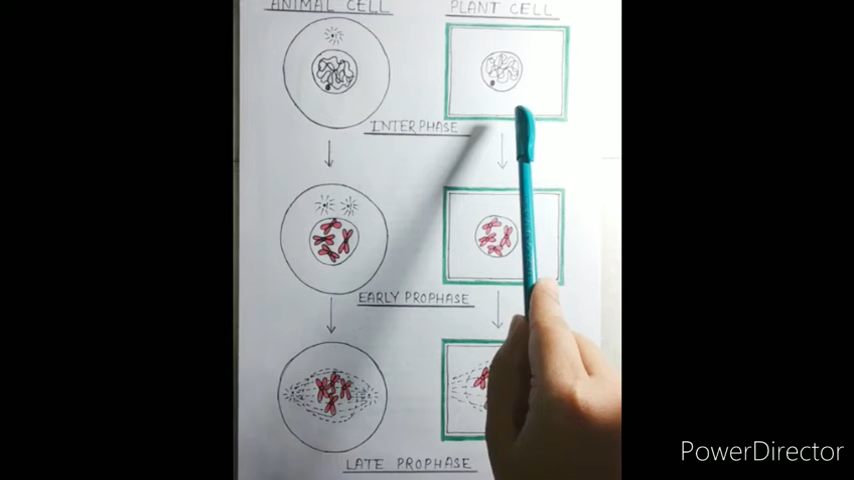 ANIMAL CELL
PLANT CELL
INTERPHASE
EARLY PROPHASE
LATE PROPHASE
PowerDirector